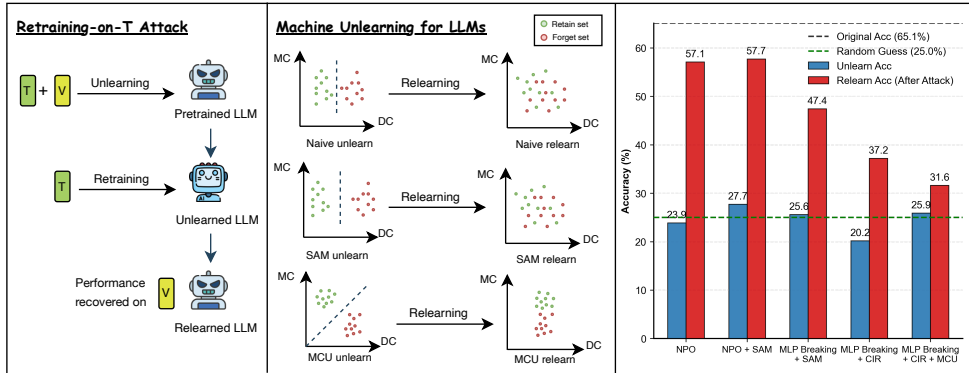 Retraining-on-T Attack
T + V
Unlearning
Pretrained LLM
T
Retraining
AI
Unlearned LLM
Performance
recovered on
V
Relearned LLM
Machine Unlearning for LLMs
Retain set
Forget set
MC
DC
Naive unlearn
Relearning
Naive relearn
MC
DC
SAM unlearn
Relearning
DC
SAM relearn
MC
DC
MCU unlearn
Relearning
DC
MCU relearn
Original Acc (65.1%)
Random Guess (25.0%)
Unlearn Acc
Relearn Acc (After Attack)
Accuracy (%)
60
50
40
30
20
10
0
23.9
57.1
27.7
57.7
25.6
47.4
20.2
37.2
25.9
31.6
NPO
NPO + SAM
MLP Breaking
+ SAM
MLP Breaking
+ CIR
MLP Breaking
+ CIR + MCU